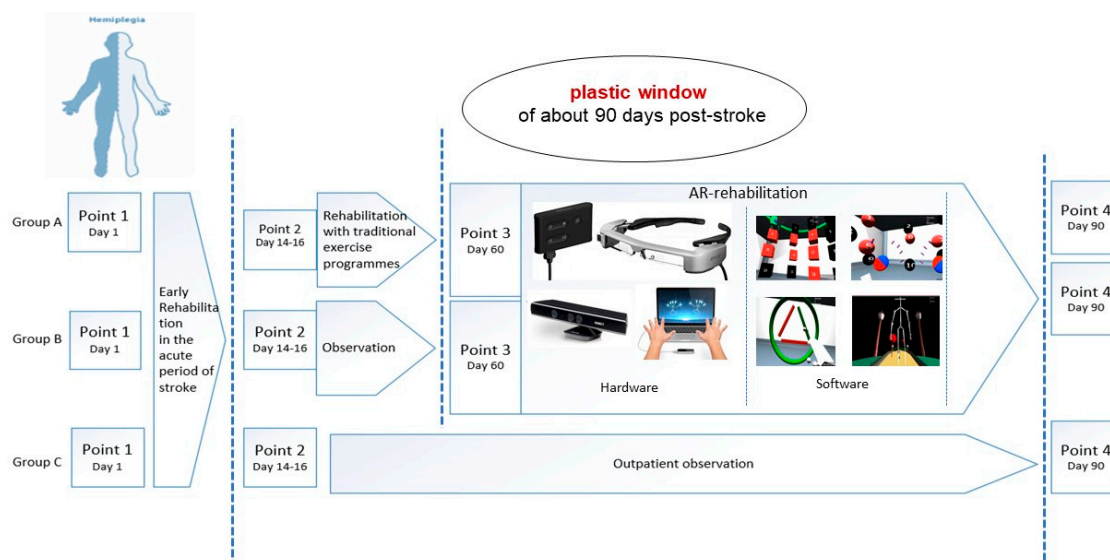 Hemiplegia
plastic window
of about 90 days post-stroke
Group A
Point 1
Day 1
Early
Rehabilita
tion
in the
acute
period of
stroke
Point 2
Day 14-16
Rehabilitation
with traditional
exercise
programmes
Point 3
Day 60
AR-rehabilitation
Point 4
Day 90
Group B
Point 1
Day 1
Point 2
Day 14-16
Observation
Point 3
Day 60
Hardware
Software
Point 4
Day 90
Group C
Point 1
Day 1
Point 2
Day 14-16
Outpatient observation
Point 4
Day 90